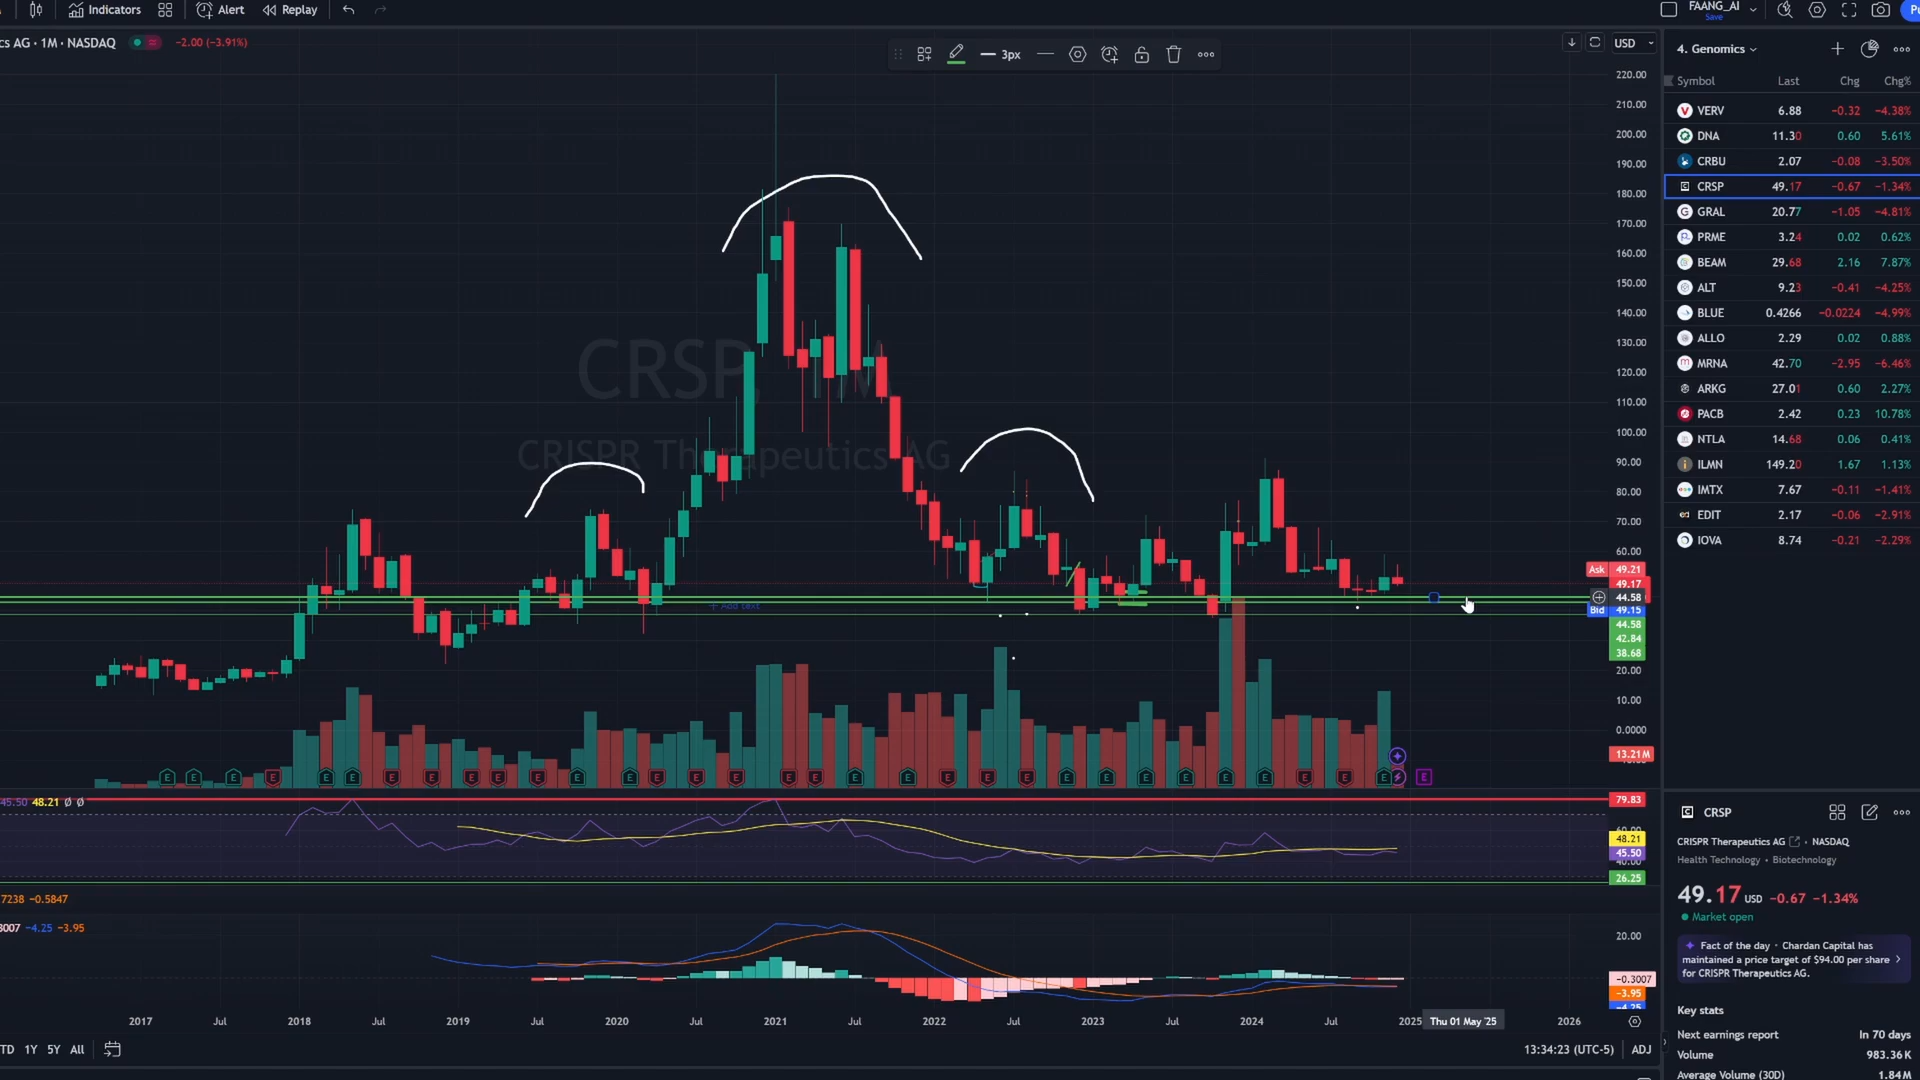 Indicators Alert Replay FAANG_AI
Save
cs AG · 1M · NASDAQ −2.00 (−3.91%)
3px
USD
4. Genomics
Symbol Last Chg Chg%
VERV 6.88 −0.32 −4.38%
DNA 11.30 0.60 5.61%
CRBU 2.07 −0.08 −3.50%
CRSP 49.17 −0.67 −1.34%
GRAL 20.77 −1.05 −4.81%
PRME 3.24 0.02 0.62%
BEAM 29.68 2.16 7.87%
ALT 9.23 −0.41 −4.25%
BLUE 0.4266 −0.0224 −4.99%
ALLO 2.29 0.02 0.88%
MRNA 42.70 −2.95 −6.46%
ARKG 27.01 0.60 2.27%
PACB 2.42 0.23 10.78%
NTLA 14.68 0.06 0.41%
ILMN 149.20 1.67 1.13%
IMTX 7.67 −0.11 −1.41%
EDIT 2.17 −0.06 −2.91%
IOVA 8.74 −0.21 −2.29%
220.00
210.00
200.00
190.00
180.00
170.00
160.00
150.00
140.00
130.00
120.00
110.00
100.00
90.00
80.00
70.00
60.00
Ask 49.21
49.17
44.58
Bid 49.15
44.58
42.84
38.68
20.00
10.00
0.0000
13.21M
CRSP, 1M
CRISPR Therapeutics AG
+ Add text
45.50 48.21 Ø Ø
79.83
48.21
45.50
40.00
26.25
7238 −0.5847
3007 −4.25 −3.95
20.00
−0.3007
−3.95
−4.25
2017 Jul 2018 Jul 2019 Jul 2020 Jul 2021 Jul 2022 Jul 2023 Jul 2024 Jul 2025 Thu 01 May '25 2026
TD 1Y 5Y All
13:34:23 (UTC-5) ADJ
CRSP
CRISPR Therapeutics AG · NASDAQ
Health Technology • Biotechnology
49.17 USD −0.67 −1.34%
Market open
Fact of the day · Chardan Capital has
maintained a price target of $94.00 per share
for CRISPR Therapeutics AG.
Key stats
Next earnings report In 70 days
Volume 983.36K
Average Volume (30D) 1.84M